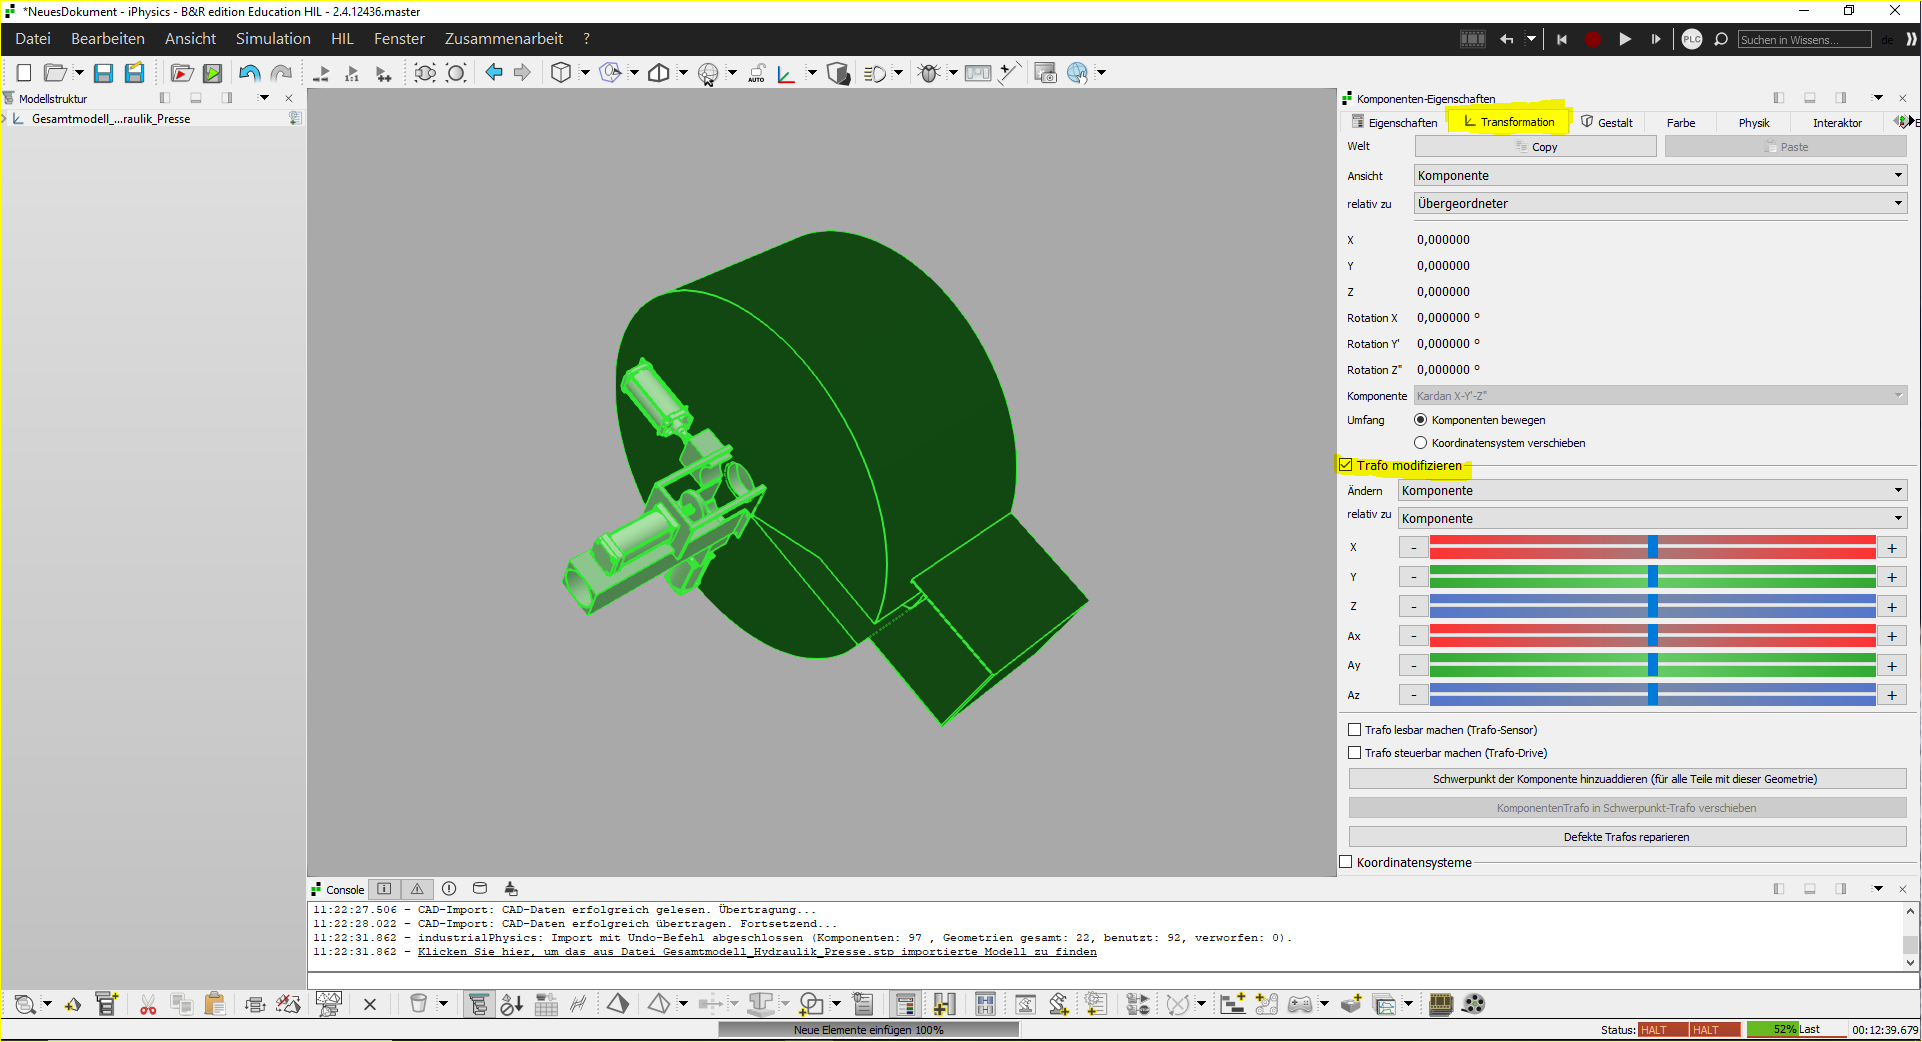 *NeuesDokument - iPhysics - B&R edition Education HIL - 2.4.12436.master
Datei Bearbeiten Ansicht Simulation HIL Fenster Zusammenarbeit ?
PLC Suchen in Wissens... de
1:1 AUTO
Modellstruktur
Gesamtmodell_...raulik_Presse
Komponenten-Eigenschaften
Eigenschaften Transformation Gestalt Farbe Physik Interaktor E
Welt Copy Paste
Ansicht Komponente
relativ zu Übergeordneter
X 0,000000
Y 0,000000
Z 0,000000
Rotation X 0,000000 °
Rotation Y' 0,000000 °
Rotation Z" 0,000000 °
Komponente Kardan X-Y'-Z"
Umfang Komponenten bewegen
Koordinatensystem verschieben
Trafo modifizieren
Ändern Komponente
relativ zu Komponente
X - +
Y - +
Z - +
Ax - +
Ay - +
Az - +
Trafo lesbar machen (Trafo-Sensor)
Trafo steuerbar machen (Trafo-Drive)
Schwerpunkt der Komponente hinzuaddieren (für alle Teile mit dieser Geometrie)
KomponentenTrafo in Schwerpunkt-Trafo verschieben
Defekte Trafos reparieren
Koordinatensysteme
Console
11:22:27.506 - CAD-Import: CAD-Daten erfolgreich gelesen. Übertragung...
11:22:28.022 - CAD-Import: CAD-Daten erfolgreich übertragen. Fortsetzend...
11:22:31.862 - industrialPhysics: Import mit Undo-Befehl abgeschlossen (Komponenten: 97 , Geometrien gesamt: 22, benutzt: 92, verworfen: 0).
11:22:31.862 - Klicken Sie hier, um das aus Datei Gesamtmodell_Hydraulik_Presse.stp importierte Modell zu finden
Neue Elemente einfügen 100%
Status: HALT HALT 52% Last 00:12:39.679